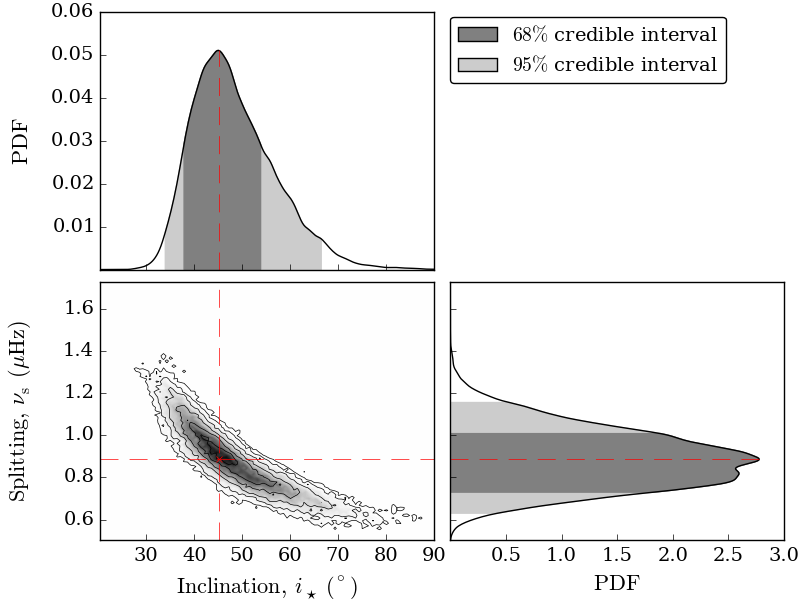 0.06
0.05
0.04
0.03
0.02
0.01
PDF
68% credible interval
95% credible interval
1.6
1.4
1.2
1.0
0.8
0.6
Splitting, νs (μHz)
30 40 50 60 70 80 90
Inclination, i⋆ (°)
0.5 1.0 1.5 2.0 2.5 3.0
PDF